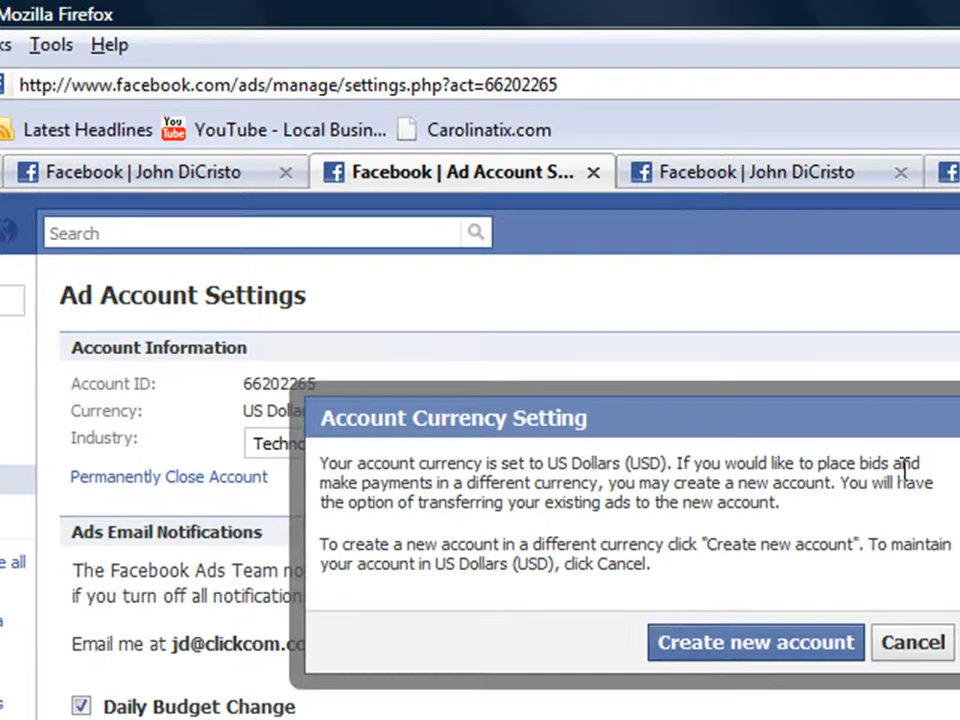 Mozilla Firefox
ks Tools Help
http://www.facebook.com/ads/manage/settings.php?act=66202265
Latest Headlines You Tube YouTube - Local Busin... Carolinatix.com
Facebook | John DiCristo Facebook | Ad Account S... Facebook | John DiCristo
Search
Ad Account Settings
Account Information
Account ID: 66202265
Currency: US Dolla
Industry: Techno
Permanently Close Account
Account Currency Setting
Your account currency is set to US Dollars (USD). If you would like to place bids and
make payments in a different currency, you may create a new account. You will have
the option of transferring your existing ads to the new account.
To create a new account in a different currency click "Create new account". To maintain
your account in US Dollars (USD), click Cancel.
Create new account Cancel
Ads Email Notifications
The Facebook Ads Team no
if you turn off all notification
e all
Email me at jd@clickcom.co
Daily Budget Change